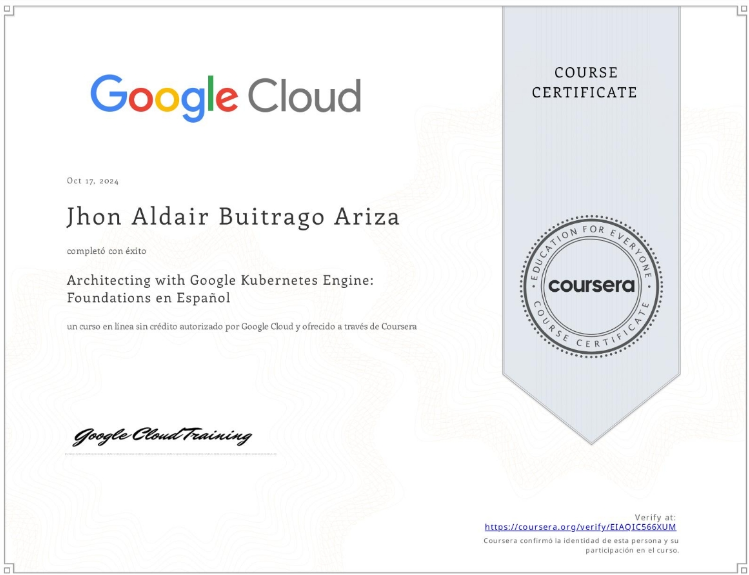 Google Cloud
COURSE
CERTIFICATE
Oct 17, 2024
Jhon Aldair Buitrago Ariza
completó con éxito
Architecting with Google Kubernetes Engine:
Foundations en Español
un curso en línea sin crédito autorizado por Google Cloud y ofrecido a través de Coursera
EDUCATION FOR EVERYONE
coursera
COURSE CERTIFICATE
Google Cloud Training
Verify at:
https://coursera.org/verify/EIAOIC566XUM
Coursera confirmó la identidad de esta persona y su
participación en el curso.